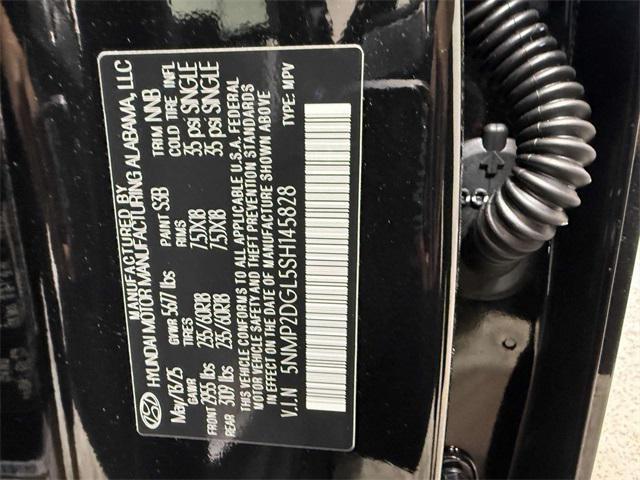 MANUFACTURED BY
HYUNDAI MOTOR MANUFACTURING ALABAMA, LLC
May/16/25 GVWR 5677 lbs PAINT S3B TRIM NNB
GAWR TIRES RIMS COLD TIRE INFL
FRONT 2955 lbs 235/60R18 7.5JX18 35 psi SINGLE
REAR 3109 lbs 235/60R18 7.5JX18 35 psi SINGLE
THIS VEHICLE CONFORMS TO ALL APPLICABLE U.S.A. FEDERAL
MOTOR VEHICLE SAFETY AND THEFT PREVENTION STANDARDS
IN EFFECT ON THE DATE OF MANUFACTURE SHOWN ABOVE
V.I.N 5NMP2DGL5SH145828 TYPE: MPV